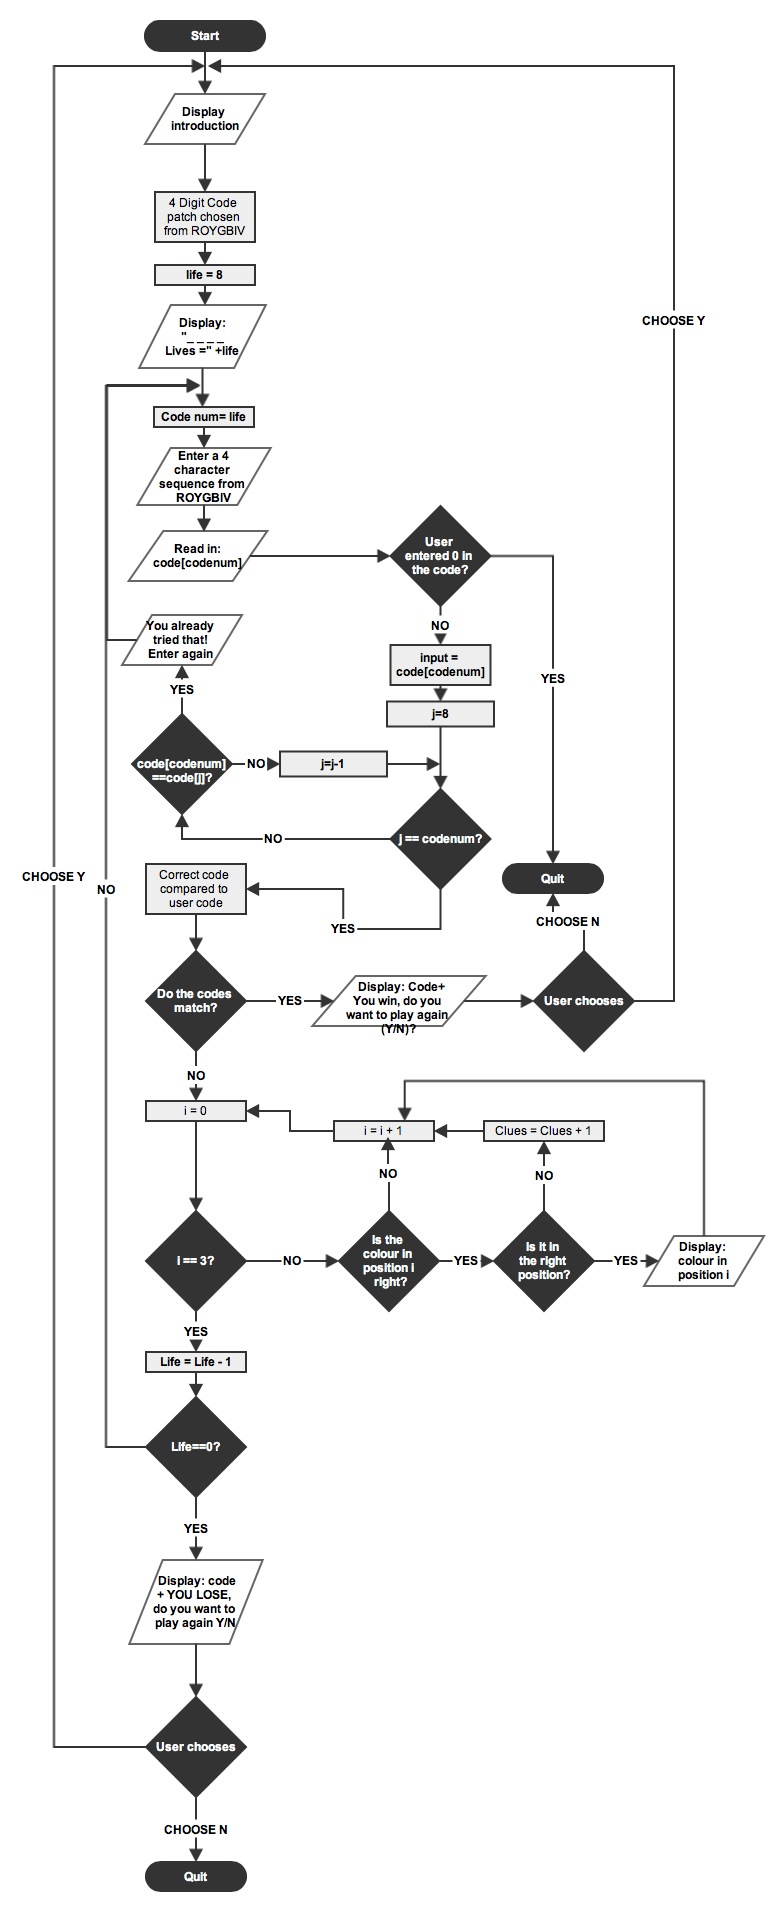 Start
Display
introduction
4 Digit Code
patch chosen
from ROYGBIV
life = 8
CHOOSE Y
Display:
"_ _ _ _
Lives =" +life
Code num= life
Enter a 4
character
sequence from
ROYGBIV
User
entered 0 in
the code?
Read in:
code[codenum]
You already
tried that!
Enter again
NO
input =
code[codenum]
YES
YES
j=8
code[codenum]
==code[j]?
NO
j=j-1
NO
j == codenum?
CHOOSE Y
NO
Correct code
compared to
user code
Quit
YES
CHOOSE N
Do the codes
match?
YES
Display: Code+
You win, do you
want to play again
(Y/N)?
User chooses
NO
i = 0
i = i + 1
Clues = Clues + 1
NO
NO
i == 3?
NO
Is the
colour in
position i
right?
YES
Is it in
the right
position?
YES
Display:
colour in
position i
YES
Life = Life - 1
Life==0?
YES
Display: code
+ YOU LOSE,
do you want to
play again Y/N
User chooses
CHOOSE N
Quit